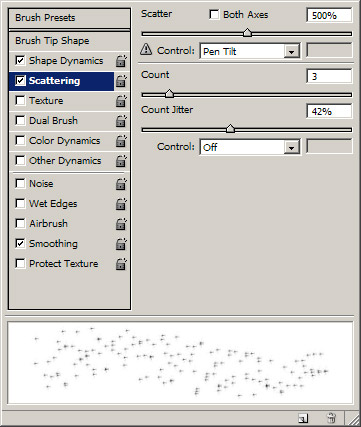 Brush Presets
Brush Tip Shape
Shape Dynamics
Scattering
Texture
Dual Brush
Color Dynamics
Other Dynamics
Noise
Wet Edges
Airbrush
Smoothing
Protect Texture
Scatter Both Axes 500%
Control: Pen Tilt
Count 3
Count Jitter 42%
Control: Off